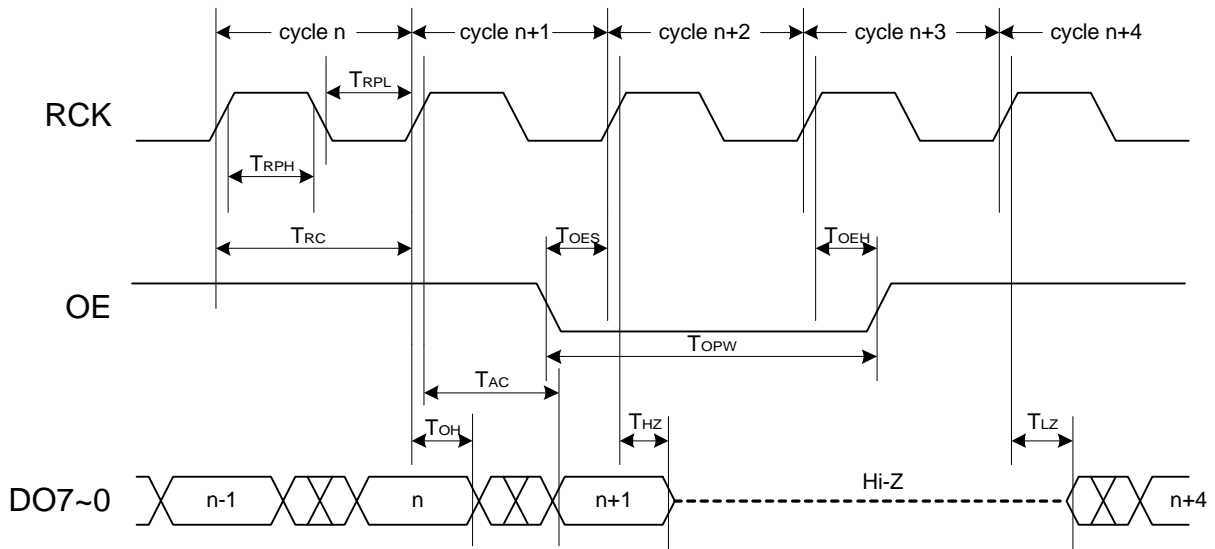 cycle n cycle n+1 cycle n+2 cycle n+3 cycle n+4
TRPL
RCK
TRPH
TRC TOES TOEH
OE
TOPW
TAC
TOH THZ TLZ
Hi-Z
DO7~0 n-1 n n+1 n+4